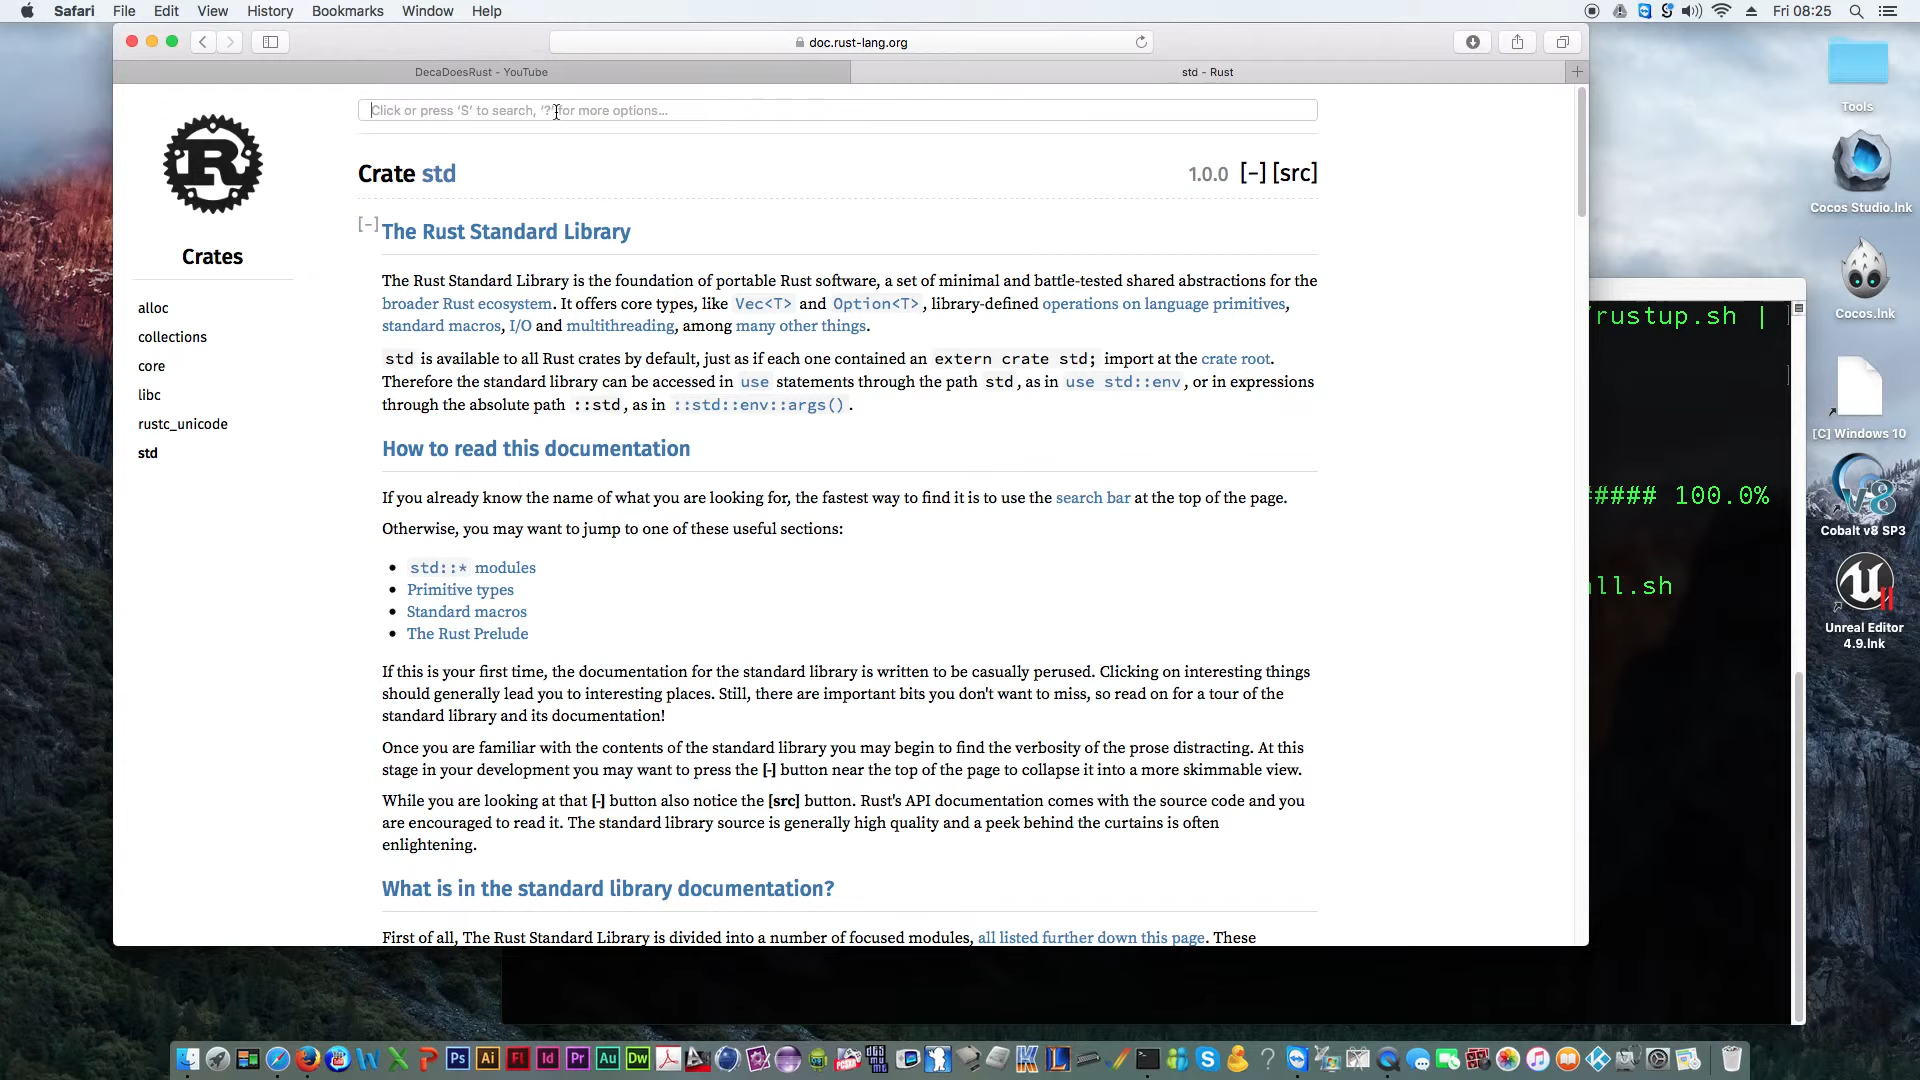 Safari File Edit View History Bookmarks Window Help Fri 08:25
doc.rust-lang.org
DecaDoesRust - YouTube
std - Rust
Click or press ‘S’ to search, ‘?’ for more options...
Crate std 1.0.0 [-] [src]
[-] The Rust Standard Library
The Rust Standard Library is the foundation of portable Rust software, a set of minimal and battle-tested shared abstractions for the
broader Rust ecosystem. It offers core types, like Vec<T> and Option<T>, library-defined operations on language primitives,
standard macros, I/O and multithreading, among many other things.
std is available to all Rust crates by default, just as if each one contained an extern crate std; import at the crate root.
Therefore the standard library can be accessed in use statements through the path std, as in use std::env, or in expressions
through the absolute path ::std, as in ::std::env::args().
How to read this documentation
If you already know the name of what you are looking for, the fastest way to find it is to use the search bar at the top of the page.
Otherwise, you may want to jump to one of these useful sections:
std::* modules
Primitive types
Standard macros
The Rust Prelude
If this is your first time, the documentation for the standard library is written to be casually perused. Clicking on interesting things
should generally lead you to interesting places. Still, there are important bits you don't want to miss, so read on for a tour of the
standard library and its documentation!
Once you are familiar with the contents of the standard library you may begin to find the verbosity of the prose distracting. At this
stage in your development you may want to press the [-] button near the top of the page to collapse it into a more skimmable view.
While you are looking at that [-] button also notice the [src] button. Rust's API documentation comes with the source code and you
are encouraged to read it. The standard library source is generally high quality and a peek behind the curtains is often
enlightening.
What is in the standard library documentation?
First of all, The Rust Standard Library is divided into a number of focused modules, all listed further down this page. These
R
Crates
alloc
collections
core
libc
rustc_unicode
std
/rustup.sh |
##### 100.0%
all.sh
Tools
Cocos Studio.lnk
Cocos.lnk
[C] Windows 10
v8
Cobalt v8 SP3
Unreal Editor
4.9.lnk
Ps Ai Fl Id Pr Au Dw